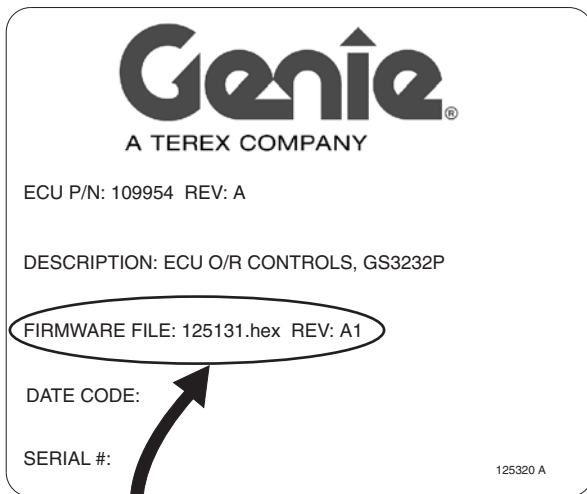 Genie®
A TEREX COMPANY
ECU P/N: 109954 REV: A
DESCRIPTION: ECU O/R CONTROLS, GS3232P
FIRMWARE FILE: 125131.hex REV: A1
DATE CODE:
SERIAL #:
125320 A